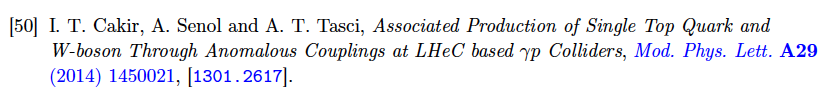 [50] I. T. Cakir, A. Senol and A. T. Tasci, Associated Production of Single Top Quark and
W-boson Through Anomalous Couplings at LHeC based γp Colliders, Mod. Phys. Lett. A29
(2014) 1450021, [1301.2617].